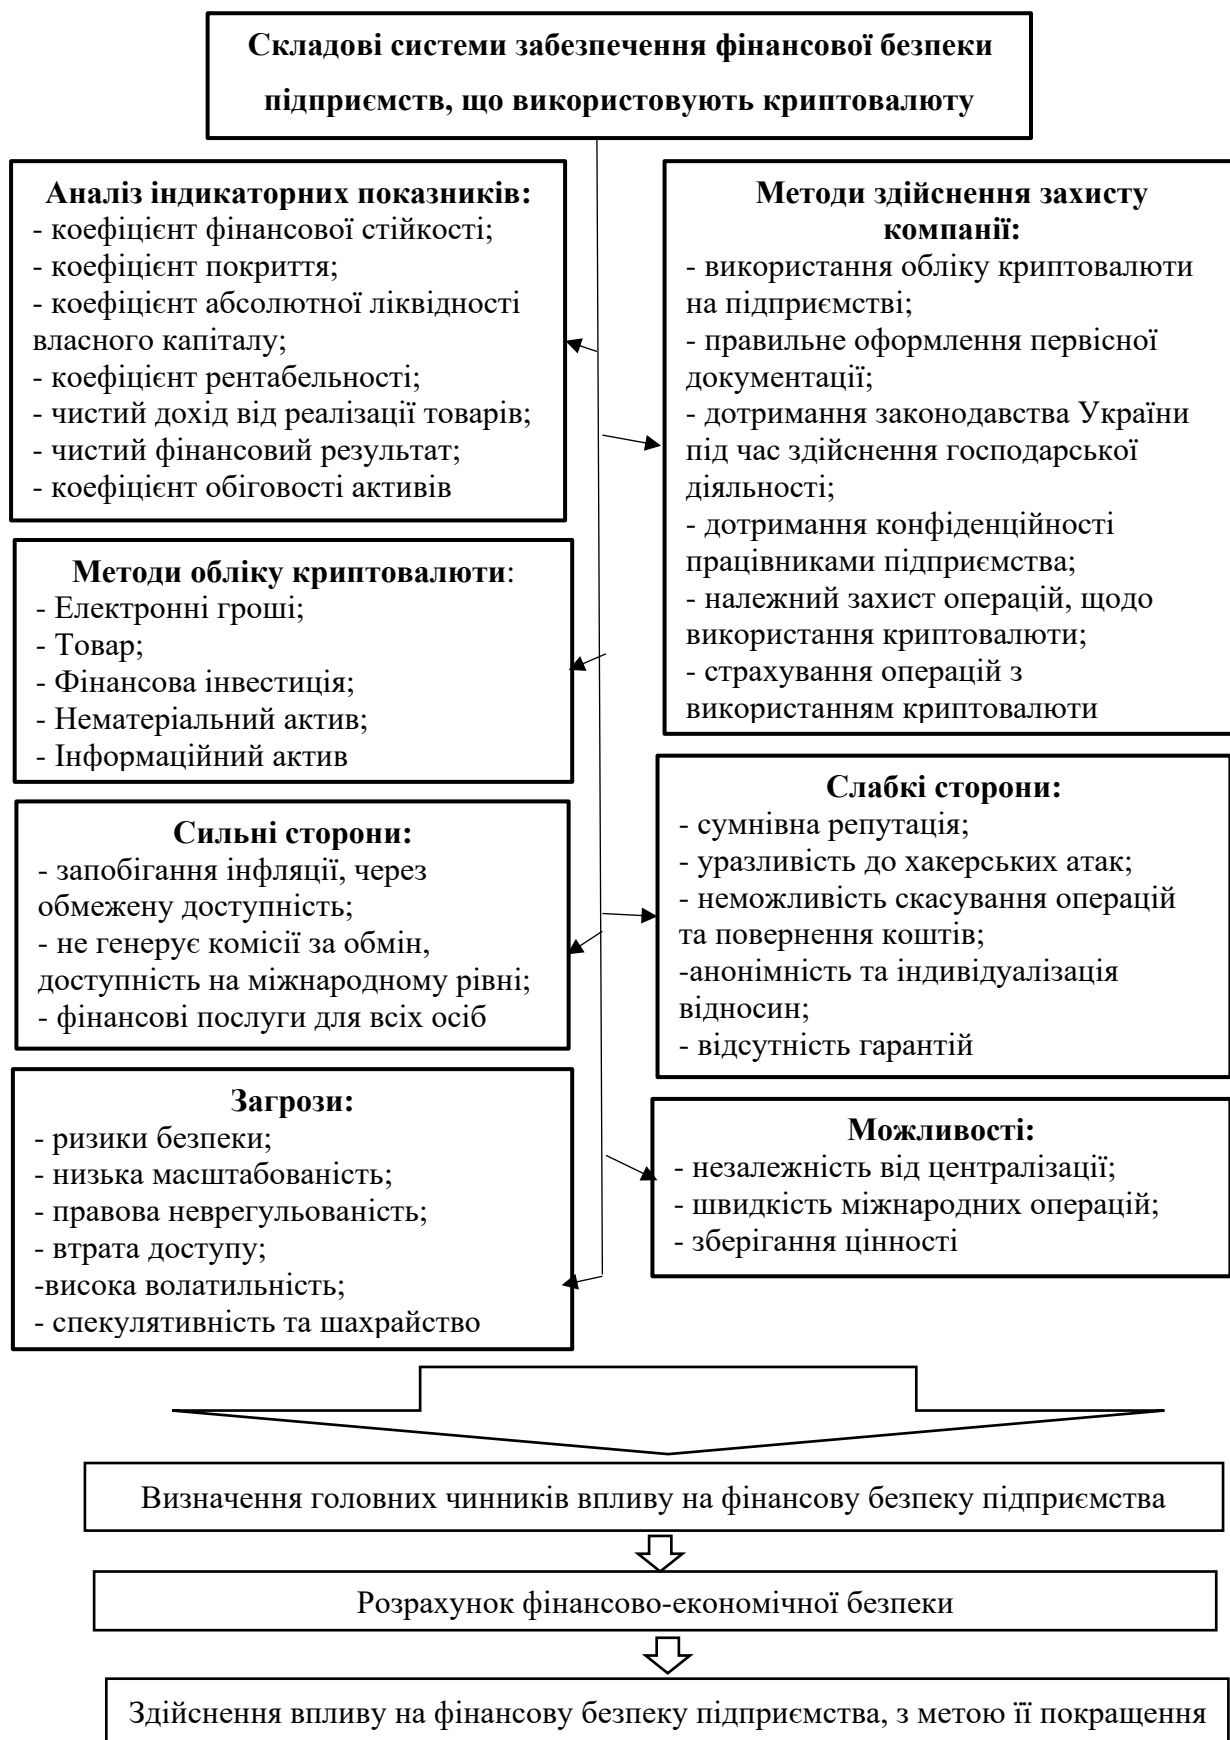 Складові системи забезпечення фінансової безпеки
підприємств, що використовують криптовалюту
Аналіз індикаторних показників:
- коефіцієнт фінансової стійкості;
- коефіцієнт покриття;
- коефіцієнт абсолютної ліквідності
власного капіталу;
- коефіцієнт рентабельності;
- чистий дохід від реалізації товарів;
- чистий фінансовий результат;
- коефіцієнт обіговості активів
Методи здійснення захисту
компанії:
- використання обліку криптовалюти
на підприємстві;
- правильне оформлення первісної
документації;
- дотримання законодавства України
під час здійснення господарської
діяльності;
- дотримання конфіденційності
працівниками підприємства;
- належний захист операцій, щодо
використання криптовалюти;
- страхування операцій з
використанням криптовалюти
Методи обліку криптовалюти:
- Електронні гроші;
- Товар;
- Фінансова інвестиція;
- Нематеріальний актив;
- Інформаційний актив
Слабкі сторони:
- сумнівна репутація;
- уразливість до хакерських атак;
- неможливість скасування операцій
та повернення коштів;
-анонімність та індивідуалізація
відносин;
- відсутність гарантій
Сильні сторони:
- запобігання інфляції, через
обмежену доступність;
- не генерує комісії за обмін,
доступність на міжнародному рівні;
- фінансові послуги для всіх осіб
Загрози:
- ризики безпеки;
- низька масштабованість;
- правова неврегульованість;
- втрата доступу;
-висока волатильність;
- спекулятивність та шахрайство
Можливості:
- незалежність від централізації;
- швидкість міжнародних операцій;
- зберігання цінності
Визначення головних чинників впливу на фінансову безпеку підприємства
Розрахунок фінансово-економічної безпеки
Здійснення впливу на фінансову безпеку підприємства, з метою її покращення